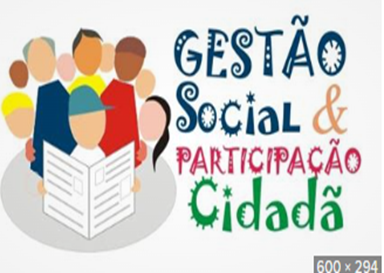 GESTÃO
Social &
PARTICIPAÇÃO
Cidadã
600 × 294